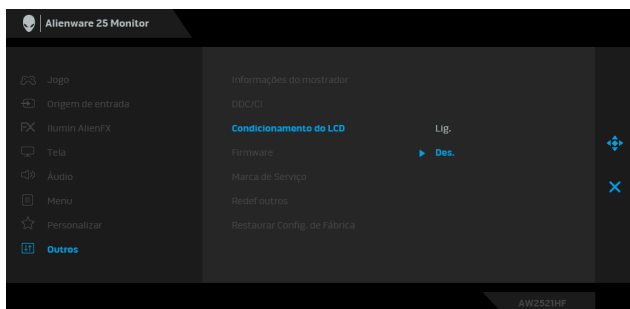 Alienware 25 Monitor
Jogo
Informações do mostrador
Origem de entrada
DDC/CI
Ilumin AlienFX
Condicionamento do LCD
Lig.
Tela
Firmware
Des.
Áudio
Marca de Serviço
Menu
Redef outros
Personalizar
Restaurar Config. de Fábrica
Outros
AW2521HF